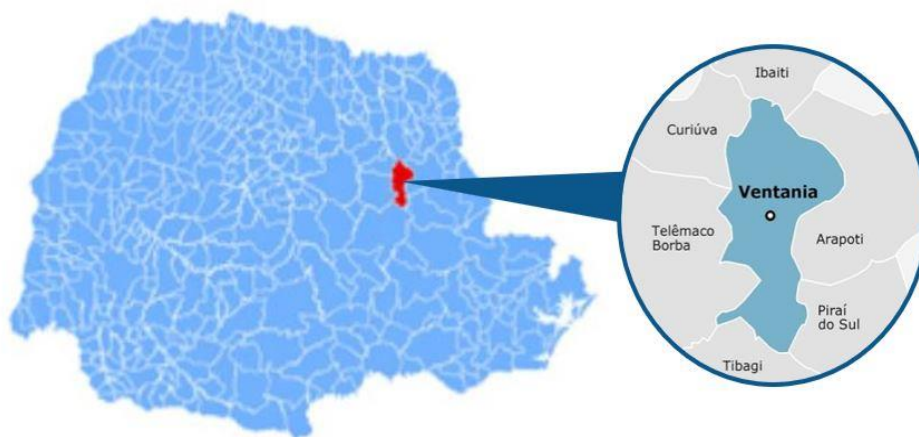 Ibaiti
Curiúva
Ventania
Telêmaco
Borba
Arapoti
Piraí
do Sul
Tibagi